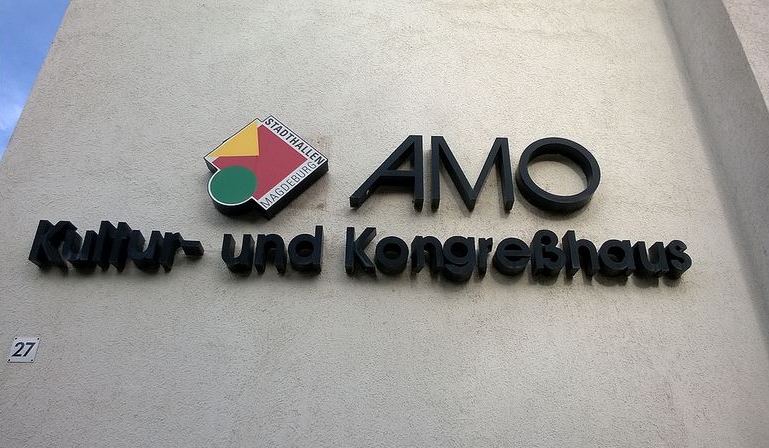 STADTHALLEN
MAGDEBURG
AMO
Kultur- und Kongreßhaus
27